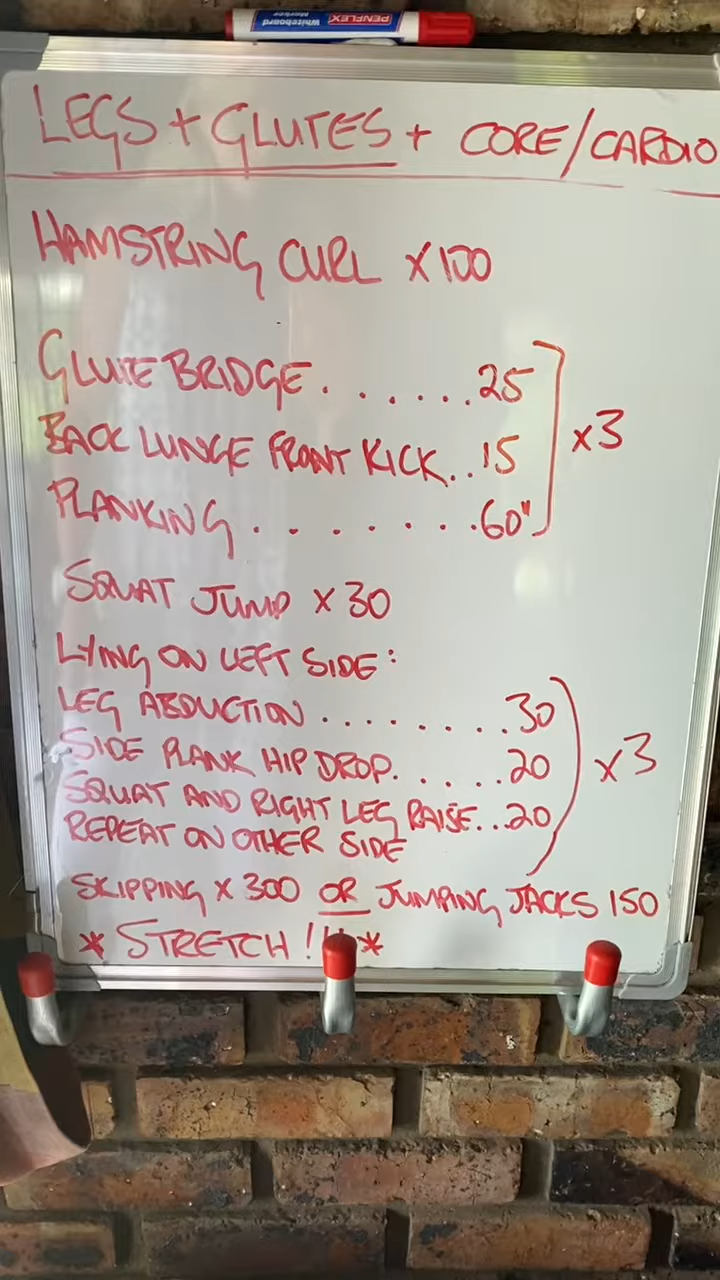 PENFLEX Whiteboard Marker
LEGS + GLUTES + CORE/CARDIO
HAMSTRING CURL x100
GLUTE BRIDGE.......25
BACK LUNGE FRONT KICK..15
x3
PLANKING........60"
SQUAT JUMP x 30
LYING ON LEFT SIDE:
LEG ABDUCTION.........30
SIDE PLANK HIP DROP......20
x3
SQUAT AND RIGHT LEG RAISE...20
REPEAT ON OTHER SIDE
SKIPPING x 300 OR JUMPING JACKS 150
* STRETCH!!! *